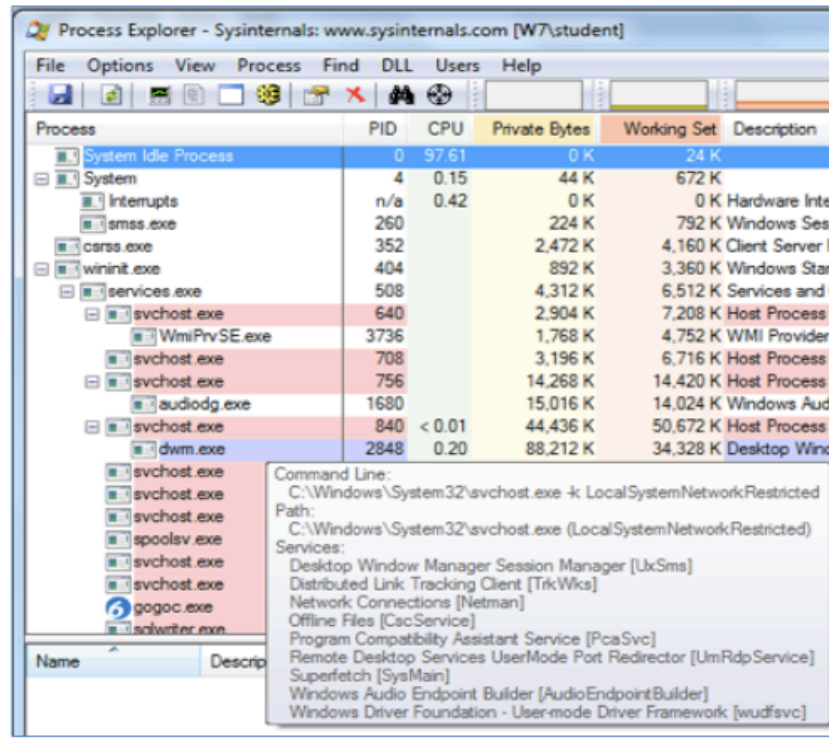 Process Explorer - Sysinternals: www.sysinternals.com [W7\student]
File Options View Process Find DLL Users Help
Process PID CPU Private Bytes Working Set Description
System Idle Process 0 97.61 0 K 24 K
System 4 0.15 44 K 672 K
Interrupts n/a 0.42 0 K 0 K Hardware Inte
smss.exe 260 224 K 792 K Windows Ses
csrss.exe 352 2,472 K 4,160 K Client Server
wininit.exe 404 892 K 3,360 K Windows Star
services.exe 508 4,312 K 6,512 K Services and
svchost.exe 640 2,904 K 7,208 K Host Process
WmiPrvSE.exe 3736 1,768 K 4,752 K WMI Provider
svchost.exe 708 3,196 K 6,716 K Host Process
svchost.exe 756 14,268 K 14,420 K Host Process
audiodg.exe 1680 15,016 K 14,024 K Windows Aud
svchost.exe 840 < 0.01 44,436 K 50,672 K Host Process
dwm.exe 2848 0.20 88,212 K 34,328 K Desktop Wind
svchost.exe
svchost.exe
svchost.exe
spoolsv.exe
svchost.exe
svchost.exe
gogoc.exe
sqlwriter.exe
Command Line:
C:\Windows\System32\svchost.exe -k LocalSystemNetworkRestricted
Path:
C:\Windows\System32\svchost.exe (LocalSystemNetworkRestricted)
Services:
Desktop Window Manager Session Manager [UxSms]
Distributed Link Tracking Client [TrkWks]
Network Connections [Netman]
Offline Files [CscService]
Program Compatibility Assistant Service [PcaSvc]
Remote Desktop Services UserMode Port Redirector [UmRdpService]
Superfetch [SysMain]
Windows Audio Endpoint Builder [AudioEndpointBuilder]
Windows Driver Foundation - User-mode Driver Framework [wudfsvc]
Name Descrip